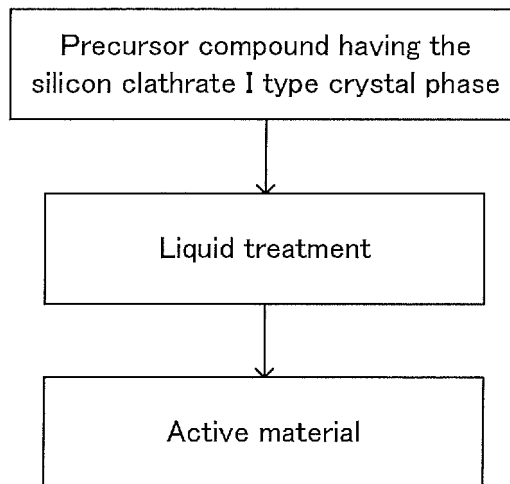 Precursor compound having the
silicon clathrate I type crystal phase
Liquid treatment
Active material